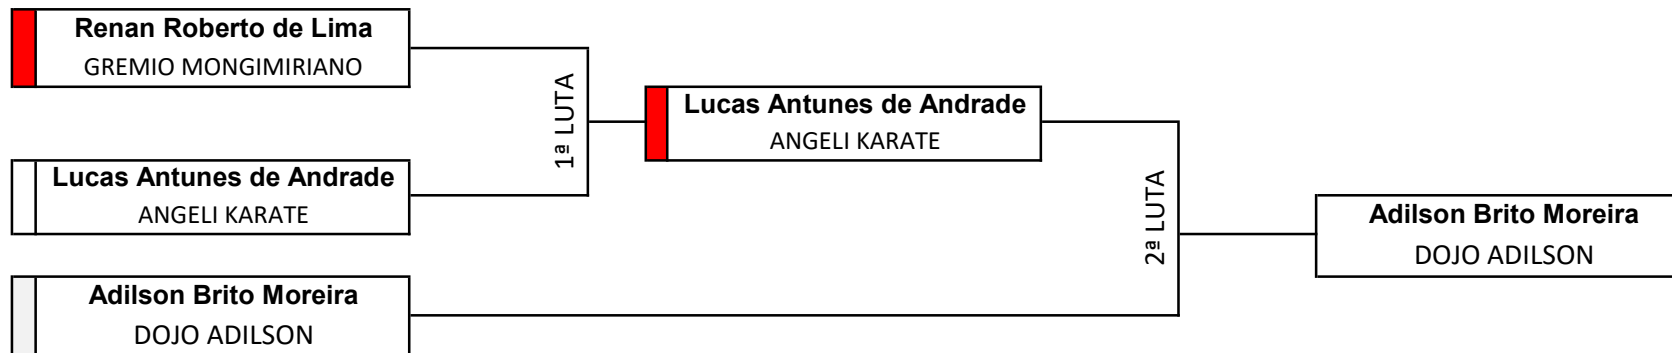 Renan Roberto de Lima
GREMIO MONGIMIRIANO
1ª LUTA
Lucas Antunes de Andrade
ANGELI KARATE
Lucas Antunes de Andrade
ANGELI KARATE
2ª LUTA
Adilson Brito Moreira
DOJO ADILSON
Adilson Brito Moreira
DOJO ADILSON